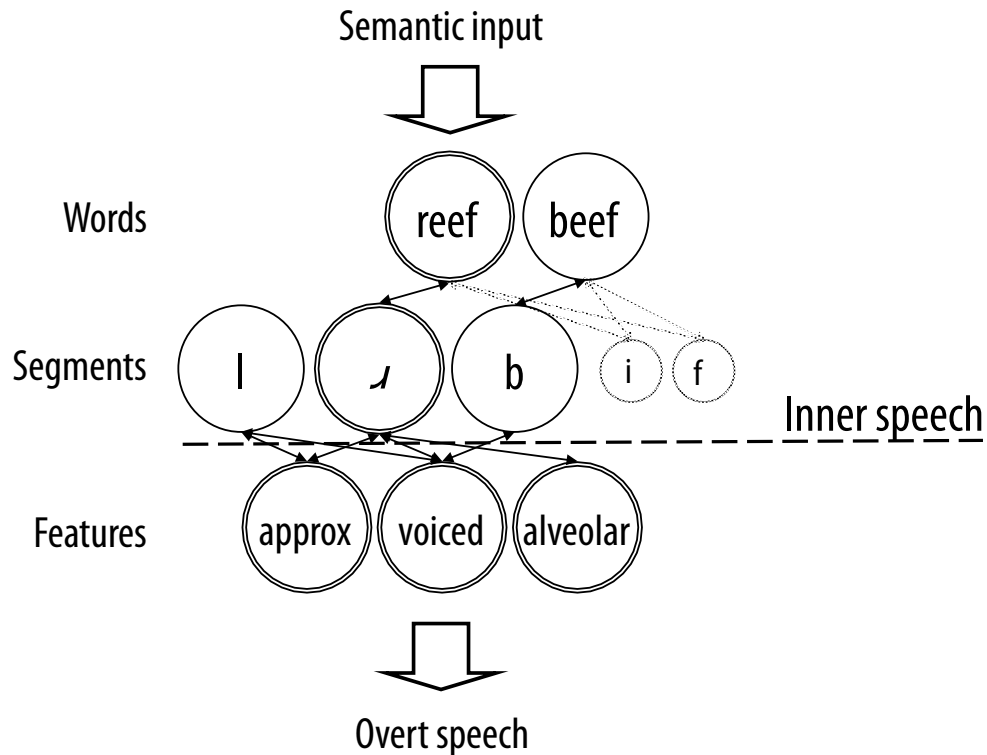 Semantic input
Words reef beef
Segments l ɹ b i f
Inner speech
Features approx voiced alveolar
Overt speech